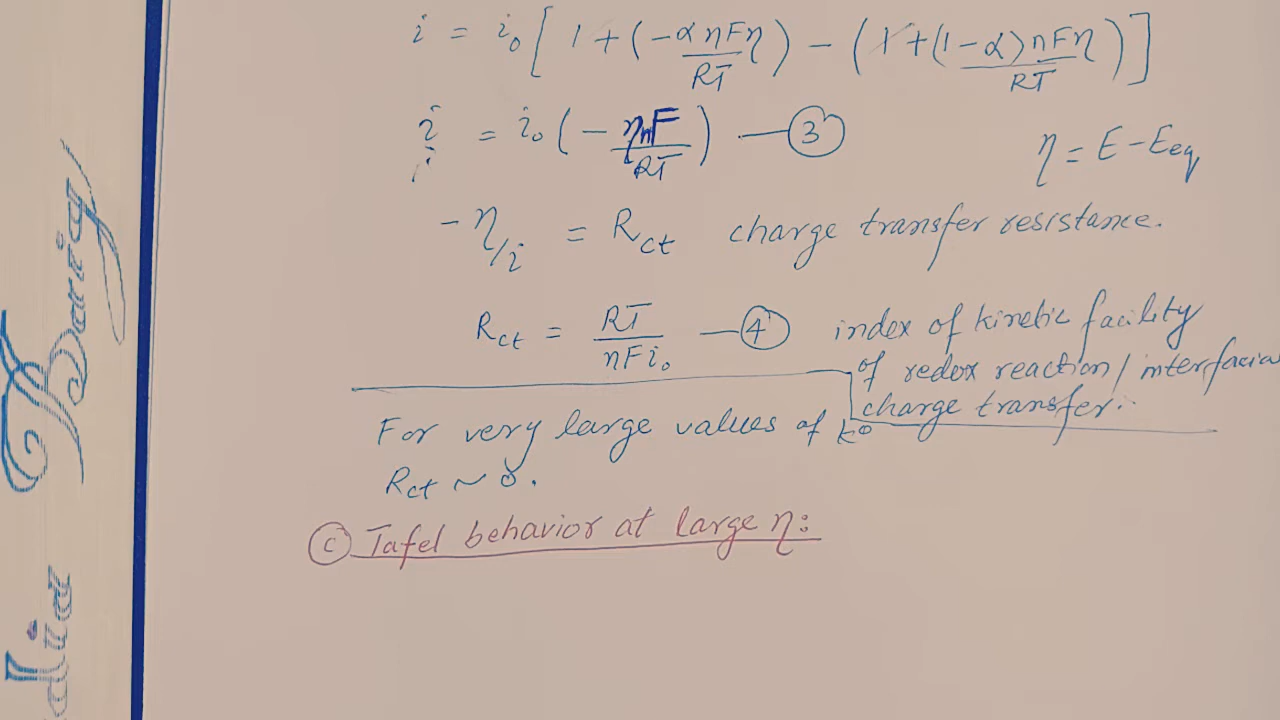 i = i₀[1+(-αnFη/RT) - (1+(1-α)nFη/RT)]
i = i₀(-ηnF/RT) — ③
i
η = E - Eeq
-η/i = Rct charge transfer resistance.
Rct = RT/nFi₀ — ④ index of kinetic facility
of redox reaction/interfacial
charge transfer.
For very large values of k⁰
Rct ~ 0.
ⓒ Tafel behavior at large η:
Tariq